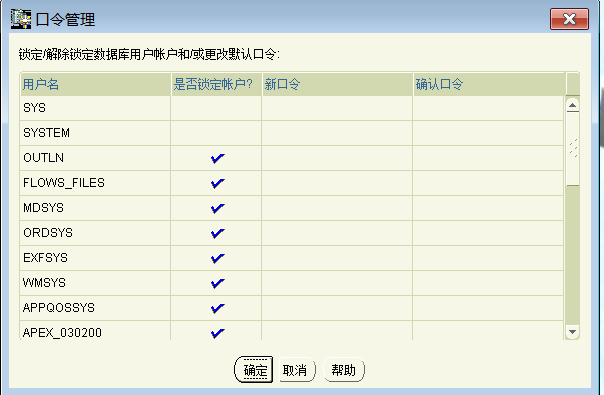 口令管理
锁定/解除锁定数据库用户帐户和/或更改默认口令:
用户名 是否锁定帐户? 新口令 确认口令
SYS
SYSTEM
OUTLN
FLOWS_FILES
MDSYS
ORDSYS
EXFSYS
WMSYS
APPQOSSYS
APEX_030200
确定 取消 帮助